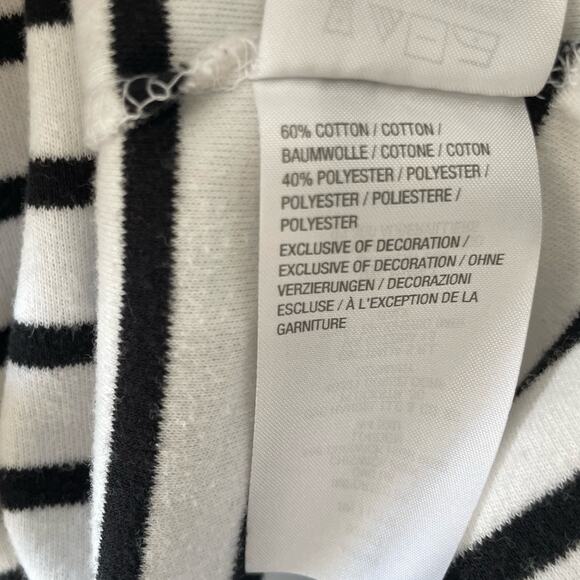 60% COTTON / COTTON /
BAUMWOLLE / COTONE / COTON
40% POLYESTER / POLYESTER /
POLYESTER / POLIESTERE /
POLYESTER
EXCLUSIVE OF DECORATION /
EXCLUSIVE OF DECORATION / OHNE
VERZIERUNGEN / DECORAZIONI
ESCLUSE / À L'EXCEPTION DE LA
GARNITURE